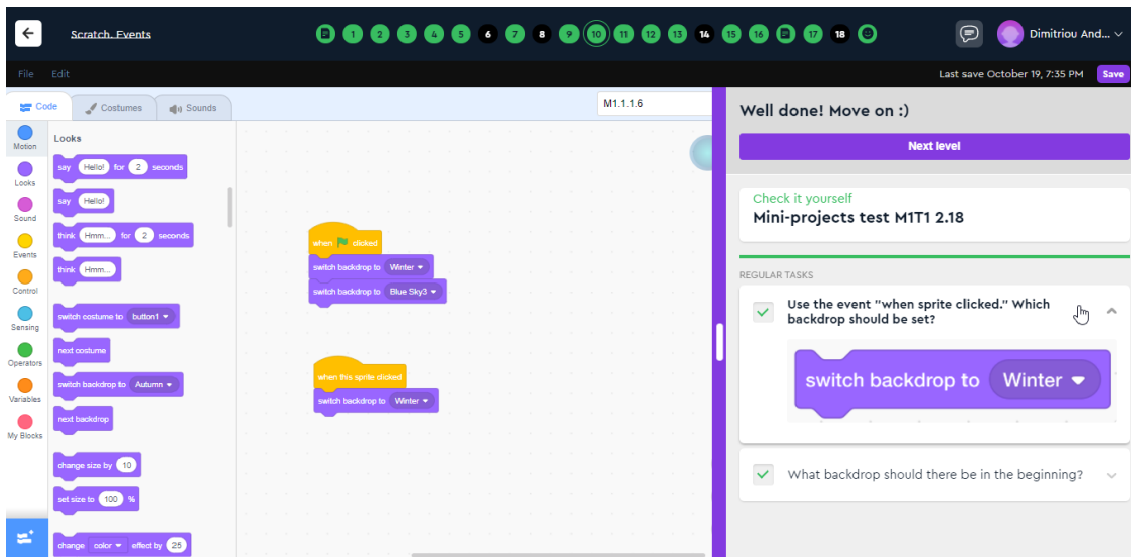 Scratch. Events
1 2 3 4 5 6 7 8 9 10 11 12 13 14 15 16 17 18
Dimitriou And...
File Edit
Last save October 19, 7:35 PM Save
Code Costumes Sounds
M1.1.1.6
Motion
Looks
Sound
Events
Control
Sensing
Operators
Variables
My Blocks
Looks
say Hello! for 2 seconds
say Hello!
think Hmm... for 2 seconds
think Hmm...
switch costume to button1
next costume
switch backdrop to Autumn
next backdrop
change size by 10
set size to 100 %
change color effect by 25
when clicked
switch backdrop to Winter
switch backdrop to Blue Sky3
when this sprite clicked
switch backdrop to Winter
Well done! Move on :)
Next level
Check it yourself
Mini-projects test M1T1 2.18
REGULAR TASKS
Use the event "when sprite clicked." Which
backdrop should be set?
switch backdrop to Winter
What backdrop should there be in the beginning?